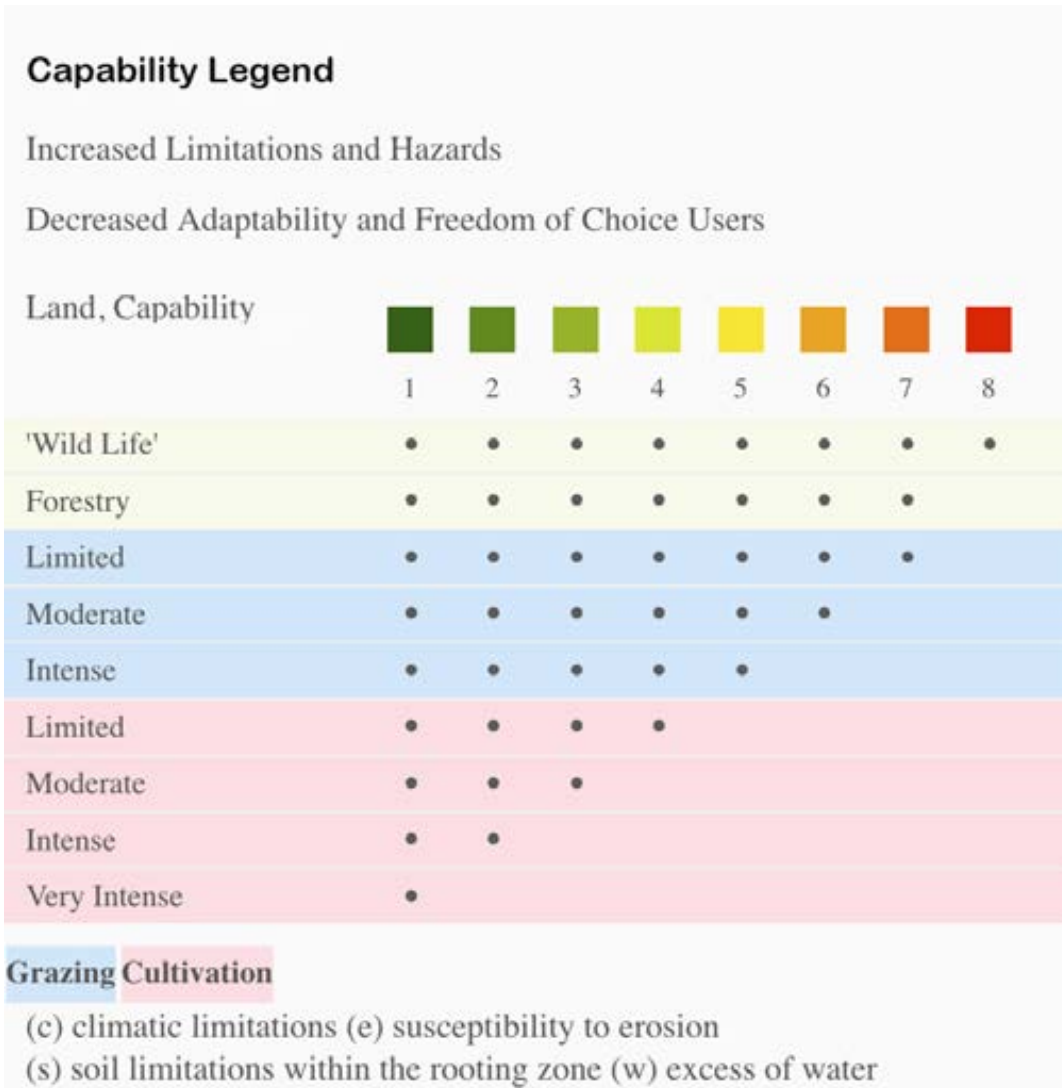 Capability Legend
Increased Limitations and Hazards
Decreased Adaptability and Freedom of Choice Users
Land, Capability
1 2 3 4 5 6 7 8
'Wild Life' • • • • • • • •
Forestry • • • • • • •
Limited • • • • • • •
Moderate • • • • • •
Intense • • • • •
Limited • • • •
Moderate • • •
Intense • •
Very Intense •
Grazing Cultivation
(c) climatic limitations (e) susceptibility to erosion
(s) soil limitations within the rooting zone (w) excess of water